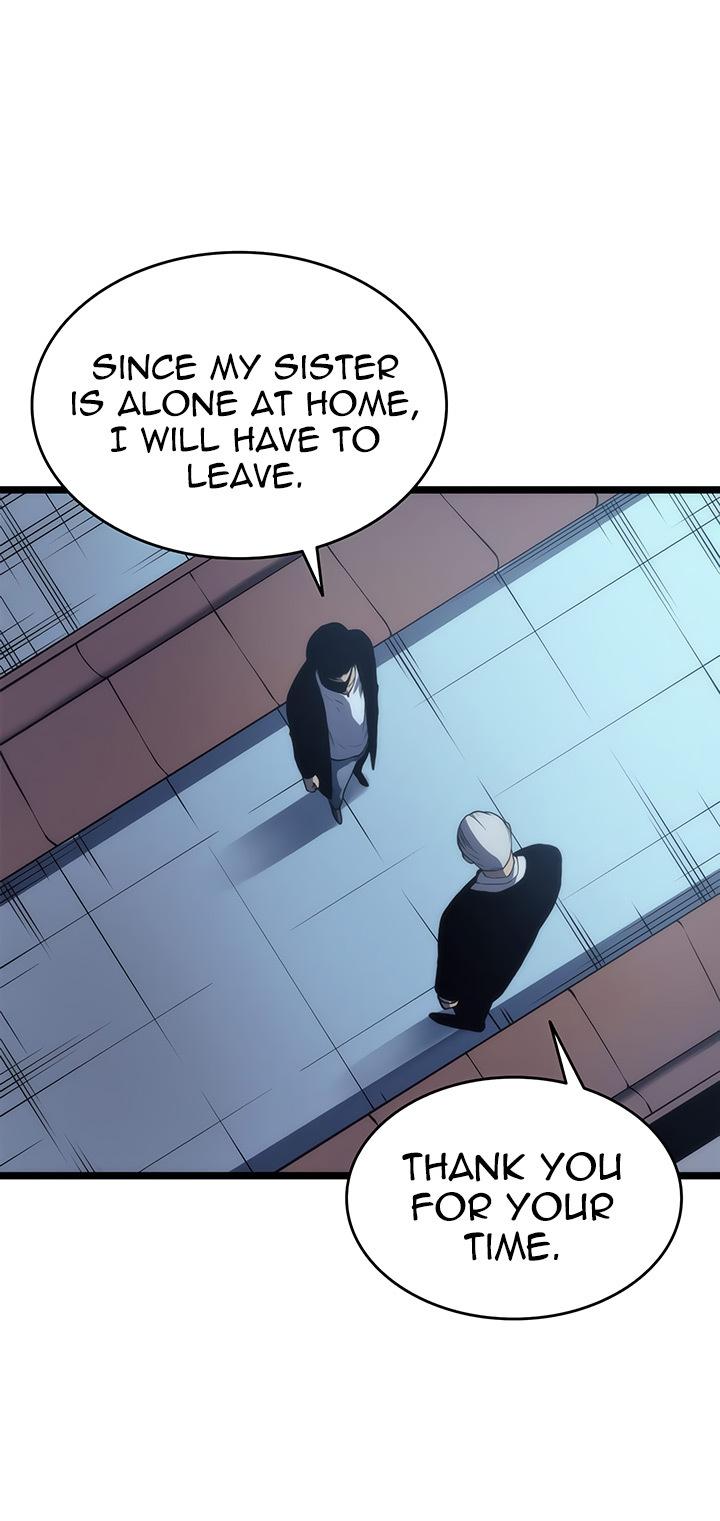 SINCE MY SISTER
IS ALONE AT HOME,
I WILL HAVE TO
LEAVE.
THANK YOU
FOR YOUR
TIME.